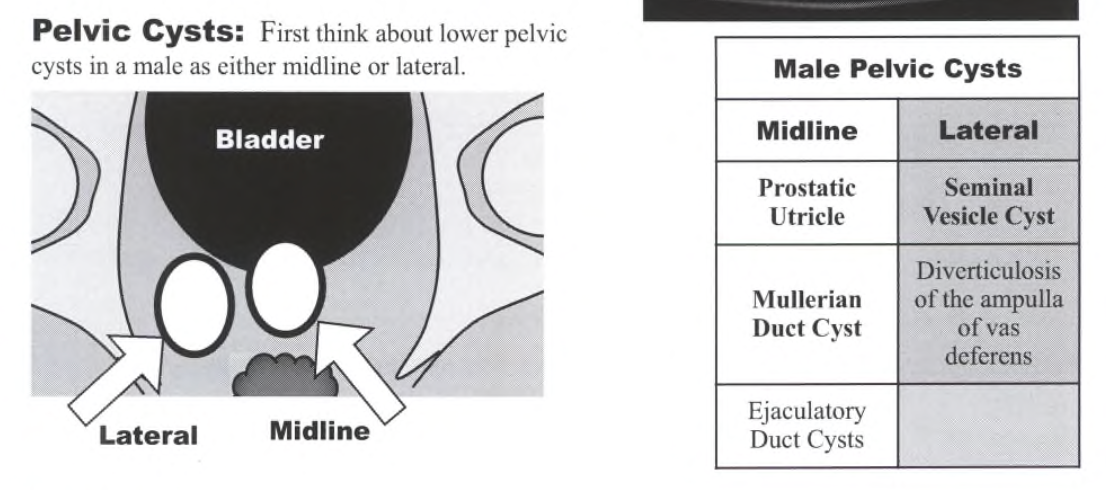 Pelvic Cysts: First think about lower pelvic
cysts in a male as either midline or lateral.
Bladder
Lateral
Midline
Male Pelvic Cysts
Midline
Lateral
Prostatic
Utricle
Seminal
Vesicle Cyst
Mullerian
Duct Cyst
Diverticulosis
of the ampulla
of vas
deferens
Ejaculatory
Duct Cysts